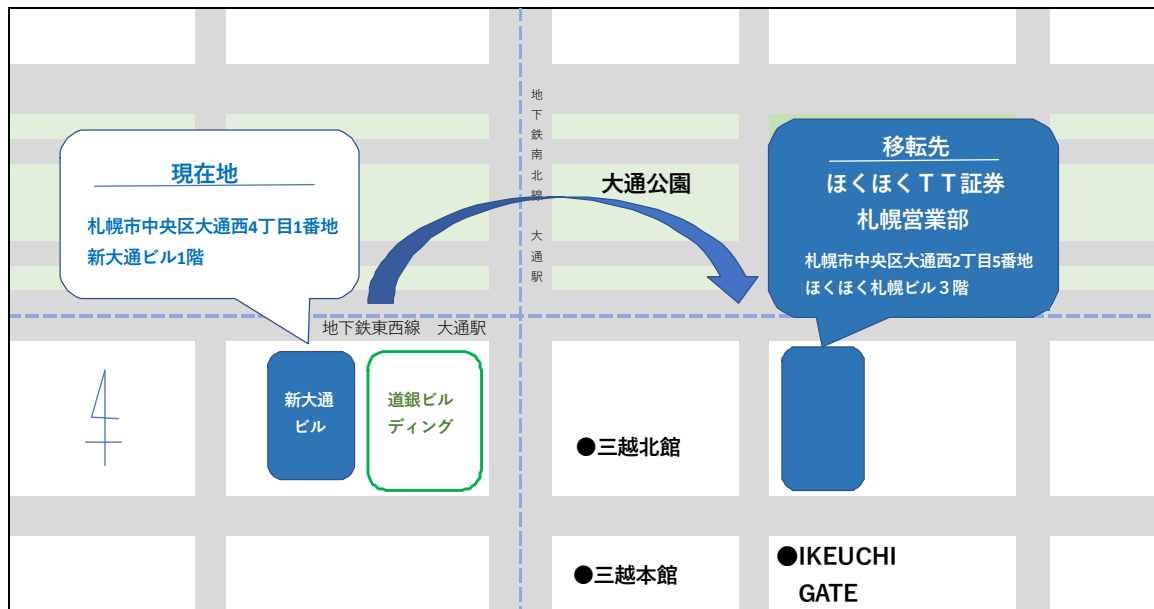 地下鉄南北線　大通駅
現在地
札幌市中央区大通西4丁目1番地
新大通ビル1階
大通公園
移転先
ほくほくＴＴ証券
札幌営業部
札幌市中央区大通西2丁目5番地
ほくほく札幌ビル３階
地下鉄東西線　大通駅
新大通
ビル
道銀ビル
ディング
●三越北館
●三越本館
●IKEUCHI
GATE